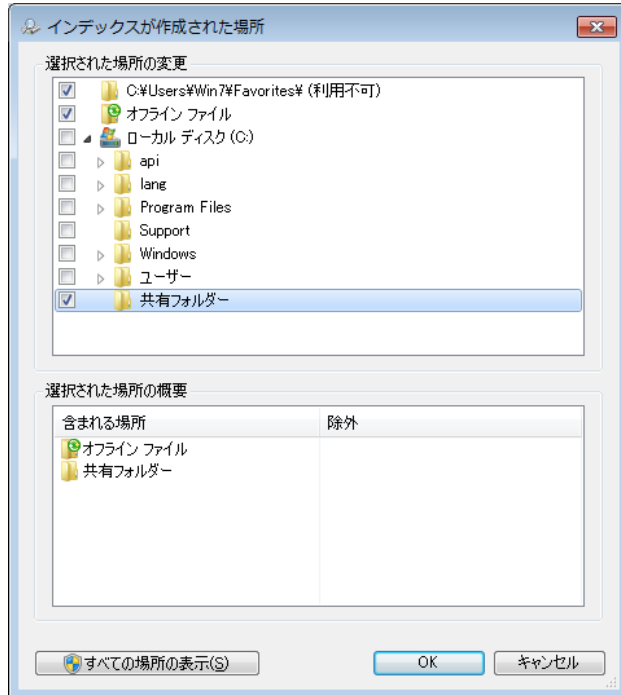 インデックスが作成された場所
選択された場所の変更
C:¥Users¥Win7¥Favorites¥ (利用不可)
オフライン ファイル
ローカル ディスク (C:)
api
lang
Program Files
Support
Windows
ユーザー
共有フォルダー
選択された場所の概要
含まれる場所 除外
オフライン ファイル
共有フォルダー
すべての場所の表示(S) OK キャンセル